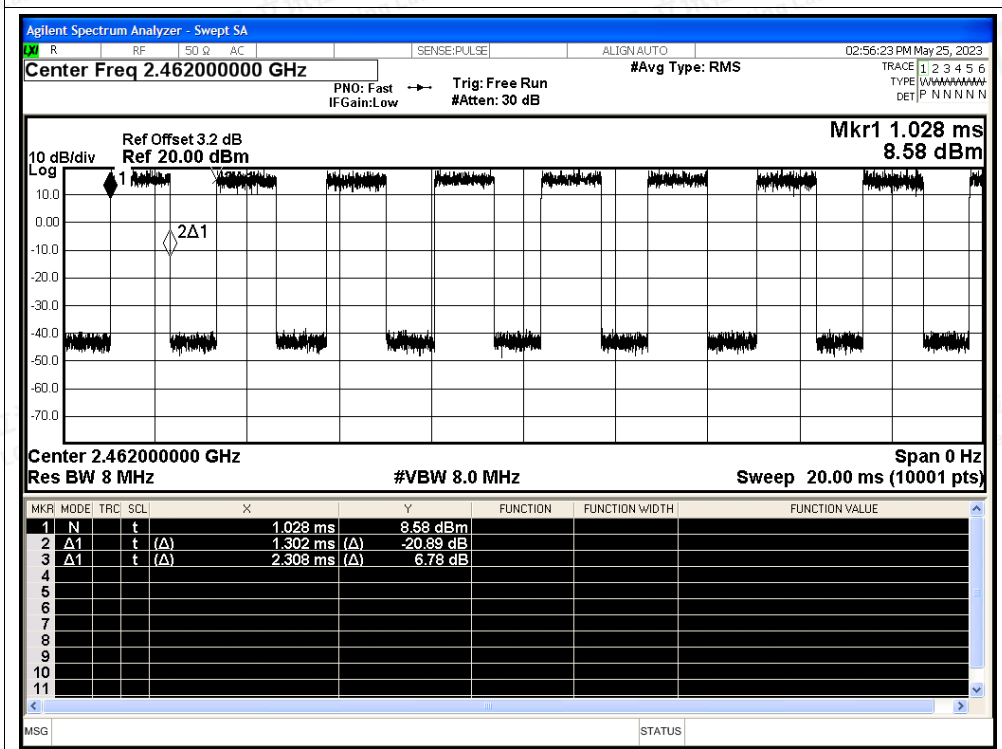 Agilent Spectrum Analyzer - Swept SA
LXI R RF 50 Ω AC SENSE:PULSE ALIGN AUTO 02:56:23 PM May 25, 2023
Center Freq 2.462000000 GHz #Avg Type: RMS TRACE 1 2 3 4 5 6
PNO: Fast Trig: Free Run TYPE WWWWWW
IFGain:Low #Atten: 30 dB DET P N N N N N
Mkr1 1.028 ms
Ref Offset 3.2 dB
10 dB/div Ref 20.00 dBm 8.58 dBm
Log
1
10.0
0.00
2Δ1
-10.0
-20.0
-30.0
-40.0
-50.0
-60.0
-70.0
Center 2.462000000 GHz Span 0 Hz
Res BW 8 MHz #VBW 8.0 MHz Sweep 20.00 ms (10001 pts)
MKR MODE TRC SCL X Y FUNCTION FUNCTION WIDTH FUNCTION VALUE
1 N t 1.028 ms 8.58 dBm
2 Δ1 t (Δ) 1.302 ms (Δ) -20.89 dB
3 Δ1 t (Δ) 2.308 ms (Δ) 6.78 dB
4
5
6
7
8
9
10
11
MSG STATUS